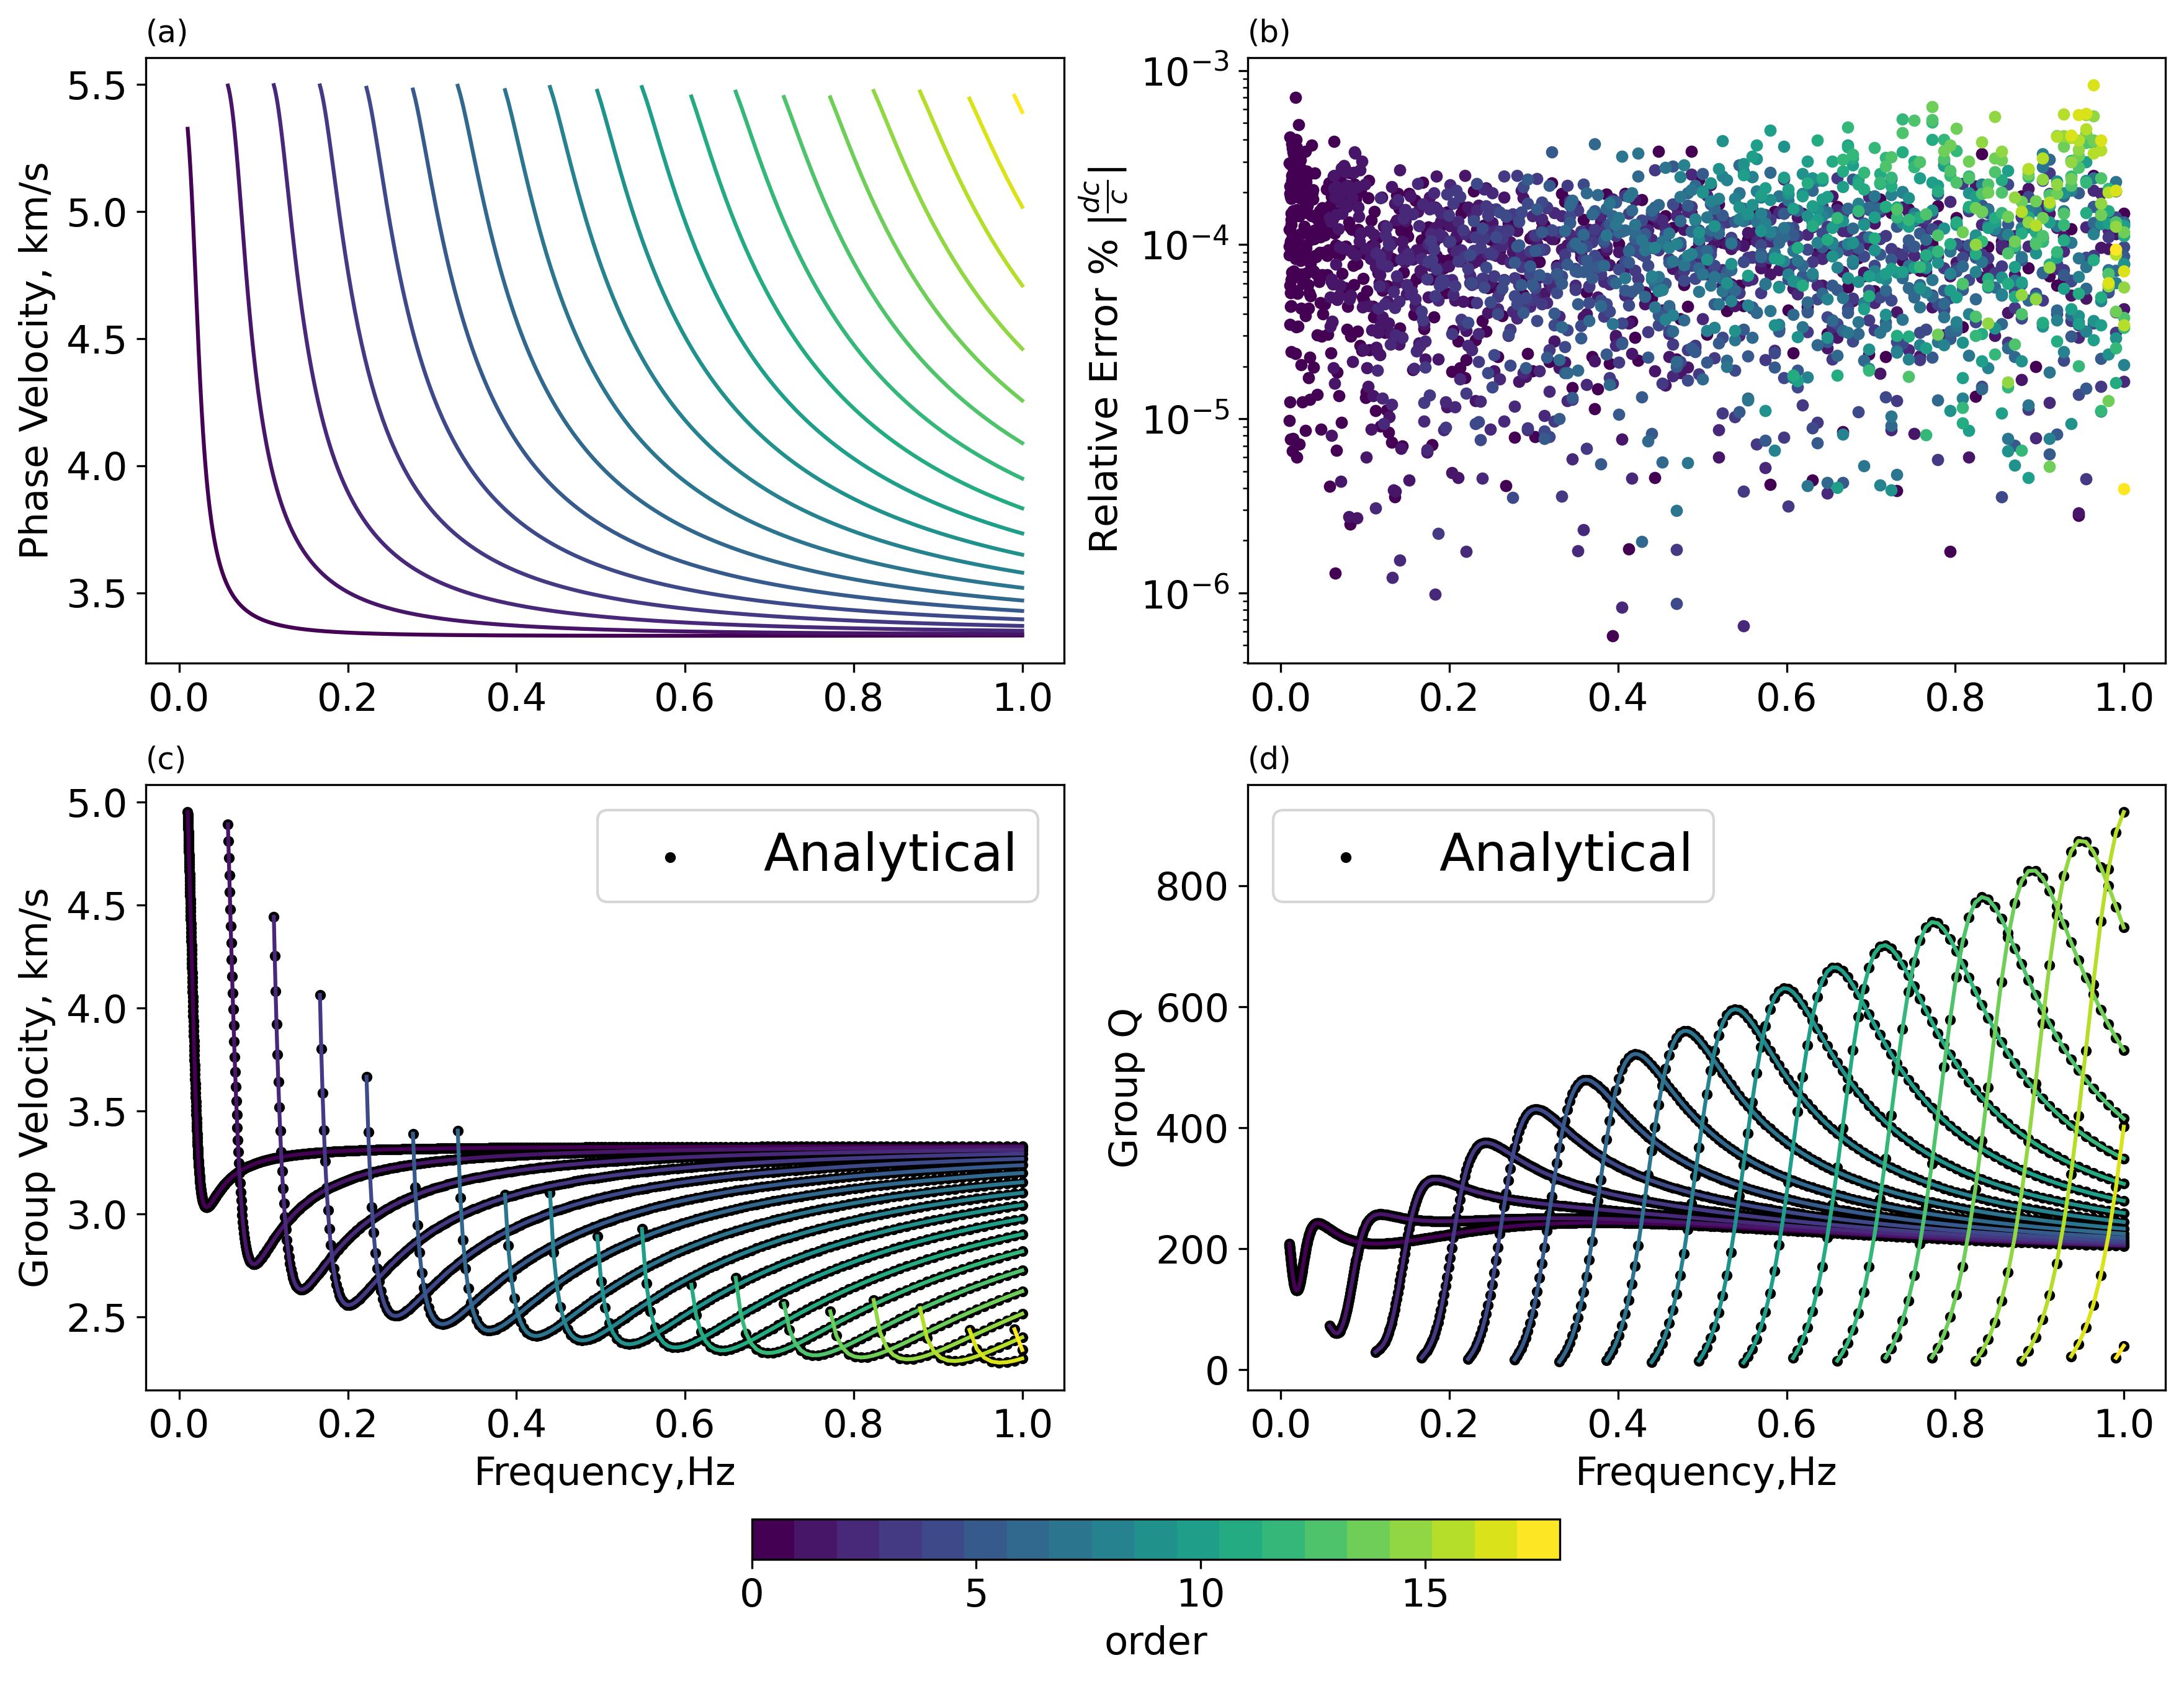 (a)
Phase Velocity, km/s
5.5
5.0
4.5
4.0
3.5
0.0 0.2 0.4 0.6 0.8 1.0
(b)
Relative Error % |dc/c|
10⁻³
10⁻⁴
10⁻⁵
10⁻⁶
0.0 0.2 0.4 0.6 0.8 1.0
(c)
Group Velocity, km/s
5.0
4.5
4.0
3.5
3.0
2.5
Analytical
0.0 0.2 0.4 0.6 0.8 1.0
Frequency,Hz
(d)
Group Q
800
600
400
200
0
Analytical
0.0 0.2 0.4 0.6 0.8 1.0
Frequency,Hz
0 5 10 15
order